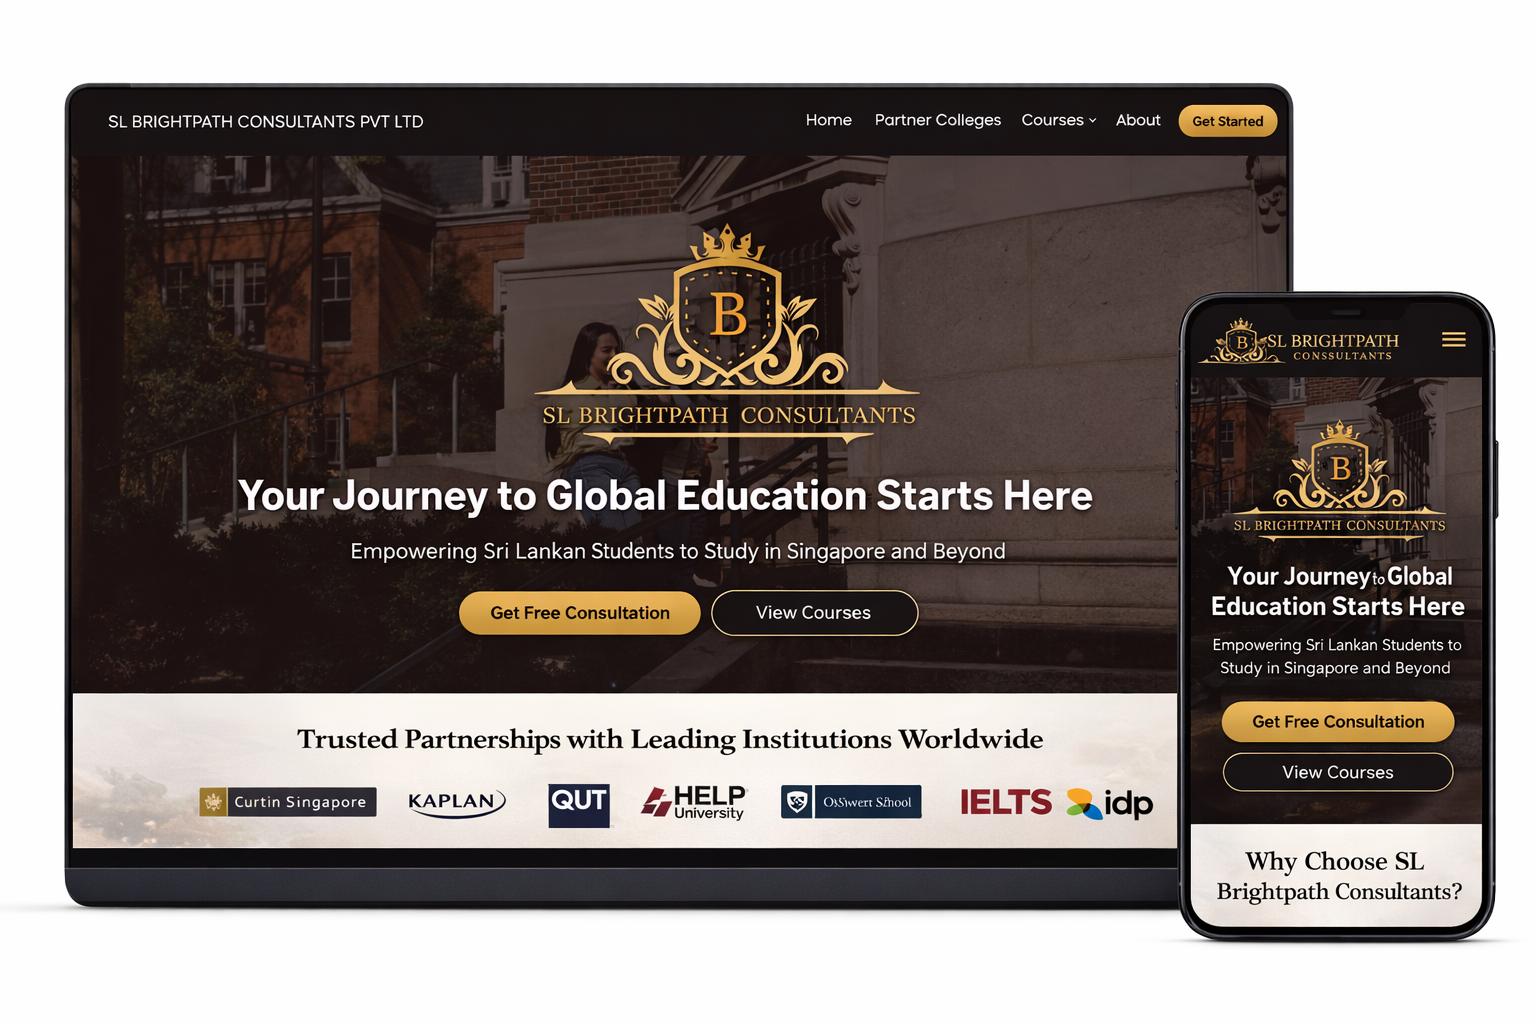 SL BRIGHTPATH CONSULTANTS PVT LTD
Home Partner Colleges Courses About Get Started
B
SL BRIGHTPATH CONSULTANTS
Your Journey to Global Education Starts Here
Empowering Sri Lankan Students to Study in Singapore and Beyond
Get Free Consultation View Courses
Trusted Partnerships with Leading Institutions Worldwide
Curtin Singapore
KAPLAN
QUT
HELP
University
School
IELTS
idp
B
SL BRIGHTPATH
CONSSULTANTS
B
SL BRIGHTPATH CONSULTANTS
Your Journey to Global
Education Starts Here
Empowering Sri Lankan Students to
Study in Singapore and Beyond
Get Free Consultation
View Courses
Why Choose SL
Brightpath Consultants?